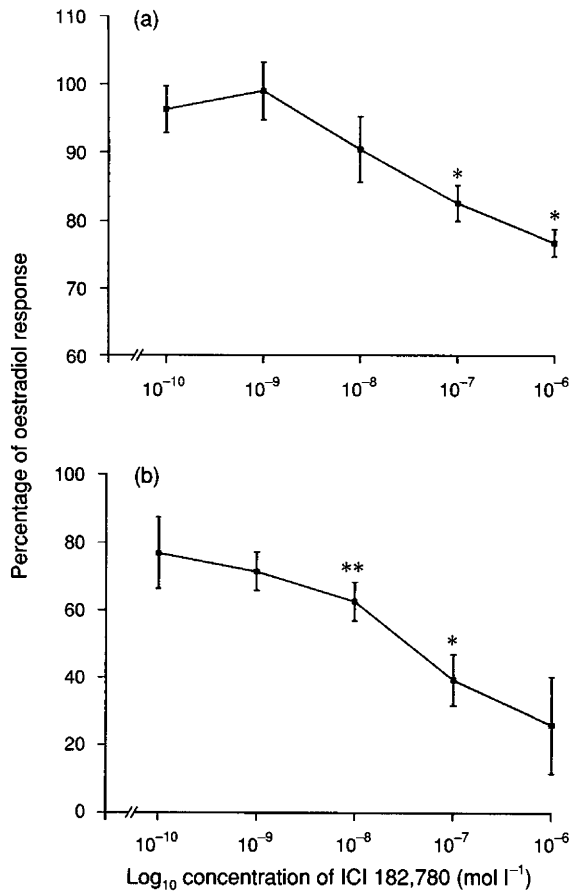 (a)
110
100
90
80
70
60
* *
10⁻¹⁰ 10⁻⁹ 10⁻⁸ 10⁻⁷ 10⁻⁶
Percentage of oestradiol response
(b)
100
80
60
40
20
0
** *
10⁻¹⁰ 10⁻⁹ 10⁻⁸ 10⁻⁷ 10⁻⁶
Log₁₀ concentration of ICI 182,780 (mol l⁻¹)